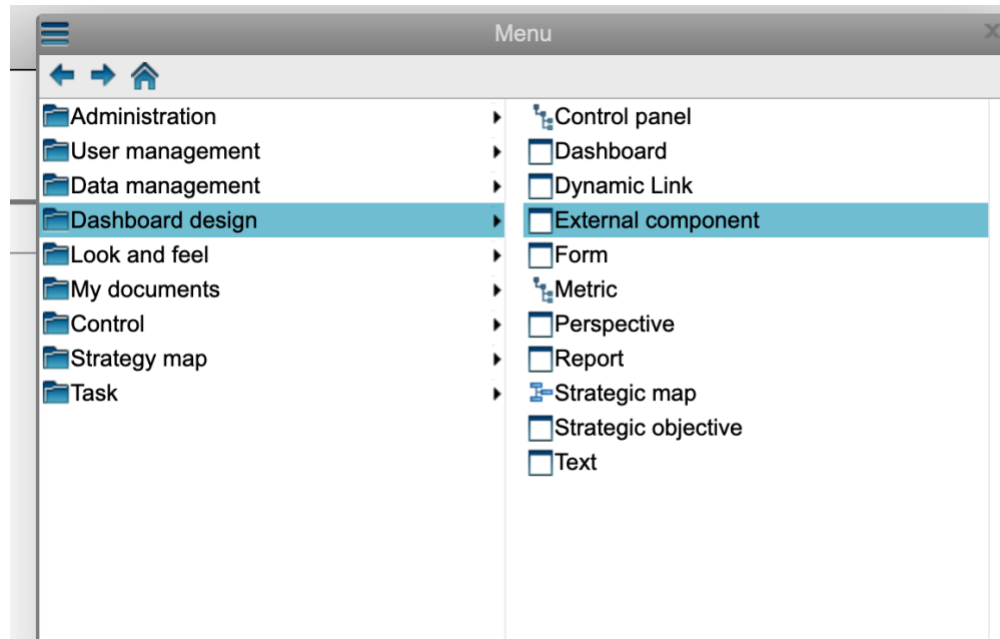 Menu
Administration
User management
Data management
Dashboard design
Look and feel
My documents
Control
Strategy map
Task
Control panel
Dashboard
Dynamic Link
External component
Form
Metric
Perspective
Report
Strategic map
Strategic objective
Text